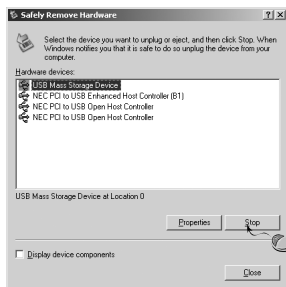 Safely Remove Hardware
Select the device you want to unplug or eject, and then click Stop. When
Windows notifies you that it is safe to do so unplug the device from your
computer.
Hardware devices:
USB Mass Storage Device
NEC PCI to USB Enhanced Host Controller (B1)
NEC PCI to USB Open Host Controller
NEC PCI to USB Open Host Controller
USB Mass Storage Device at Location 0
Properties
Stop
Display device components
Close